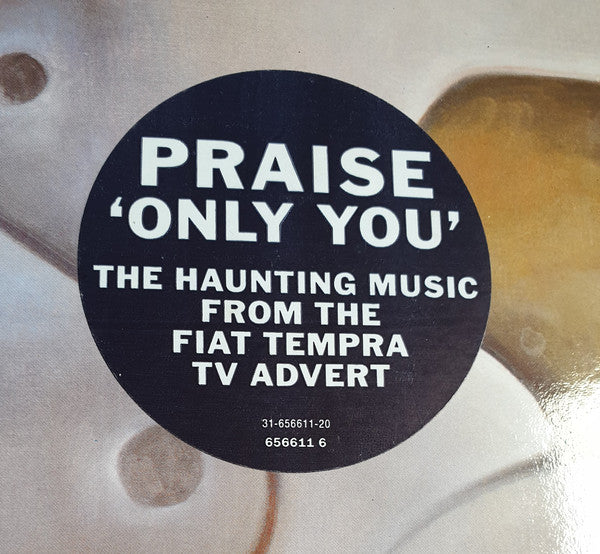 PRAISE
‘ONLY YOU’
THE HAUNTING MUSIC
FROM THE
FIAT TEMPRA
TV ADVERT
31-656611-20
656611 6